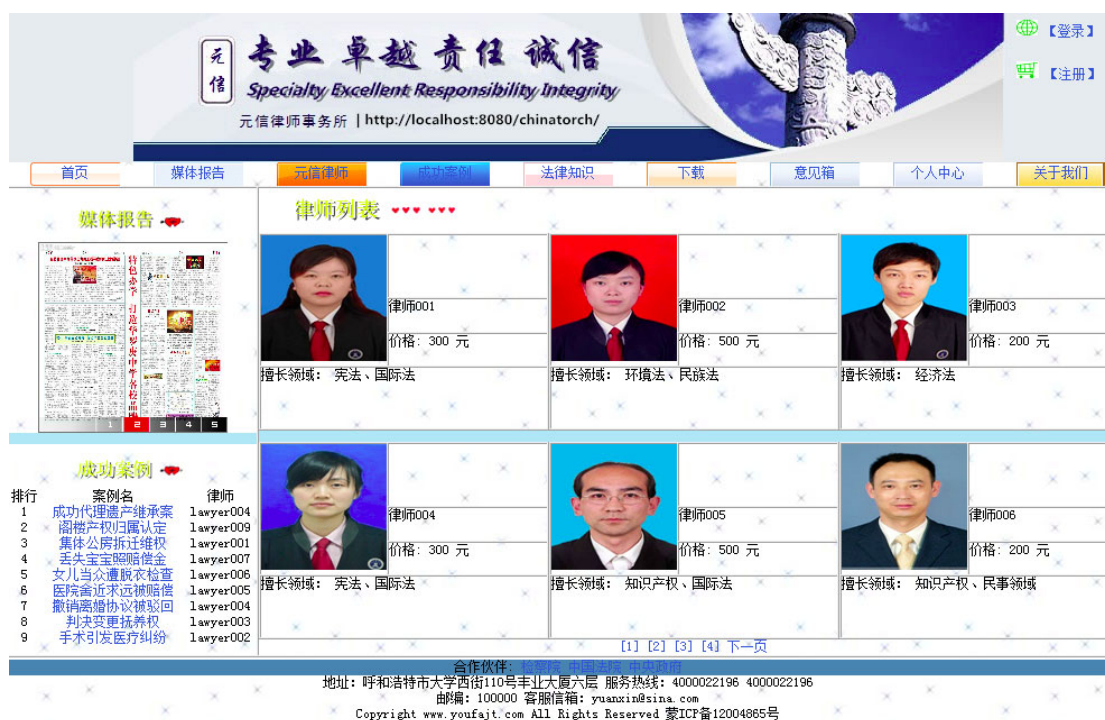 元信
专业 卓越 责任 诚信
Specialty Excellent Responsibility Integrity
元信律师事务所 | http://localhost:8080/chinatorch/
【登录】
【注册】
首页 媒体报告 元信律师 成功案例 法律知识 下载 意见箱 个人中心 关于我们
媒体报告
特色办学 打造华罗庚中学名校品牌
1 2 3 4 5
成功案例
排行 案例名 律师
1 成功代理遗产继承案 lawyer004
2 阁楼产权归属认定 lawyer009
3 集体公房拆迁维权 lawyer001
4 丢失宝宝照赔偿金 lawyer007
5 女儿当众遭脱衣检查 lawyer006
6 医院舍近求远被赔偿 lawyer005
7 撤销离婚协议被驳回 lawyer004
8 判决变更抚养权 lawyer003
9 手术引发医疗纠纷 lawyer002
律师列表
律师001
价格: 300 元
擅长领域: 宪法、国际法
律师002
价格: 500 元
擅长领域: 环境法、民族法
律师003
价格: 200 元
擅长领域: 经济法
律师004
价格: 300 元
擅长领域: 宪法、国际法
律师005
价格: 500 元
擅长领域: 知识产权、国际法
律师006
价格: 200 元
擅长领域: 知识产权、民事领域
[1] [2] [3] [4] 下一页
合作伙伴: 检察院 中国法院 中央政府
地址: 呼和浩特市大学西街110号丰业大厦六层 服务热线: 4000022196 4000022196
邮编: 100000 客服信箱: yuanxin@sina.com
Copyright www.youfajt.com All Rights Reserved 蒙ICP备12004865号